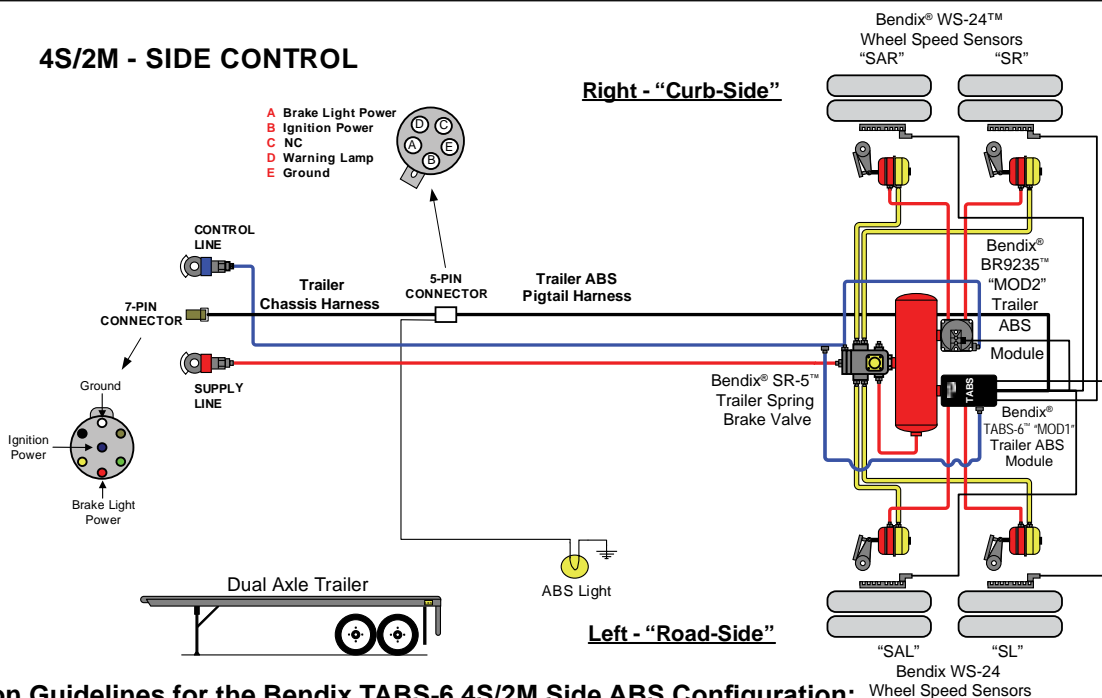 4S/2M - SIDE CONTROL
Bendix® WS-24™
Wheel Speed Sensors
"SAR"
"SR"
Right - "Curb-Side"
A Brake Light Power
B Ignition Power
C NC
D Warning Lamp
E Ground
D
C
A
E
B
CONTROL
LINE
Trailer
Chassis Harness
5-PIN
CONNECTOR
Trailer ABS
Pigtail Harness
7-PIN
CONNECTOR
SUPPLY
LINE
Ground
Ignition
Power
Brake Light
Power
Bendix®
BR9235™
"MOD2"
Trailer
ABS
Module
Bendix® SR-5™
Trailer Spring
Brake Valve
TABS
Bendix®
TABS-6™ "MOD1"
Trailer ABS
Module
ABS Light
Dual Axle Trailer
Left - "Road-Side"
"SAL"
"SL"
Bendix WS-24
Wheel Speed Sensors
on Guidelines for the Bendix TABS-6 4S/2M Side ABS Configuration: